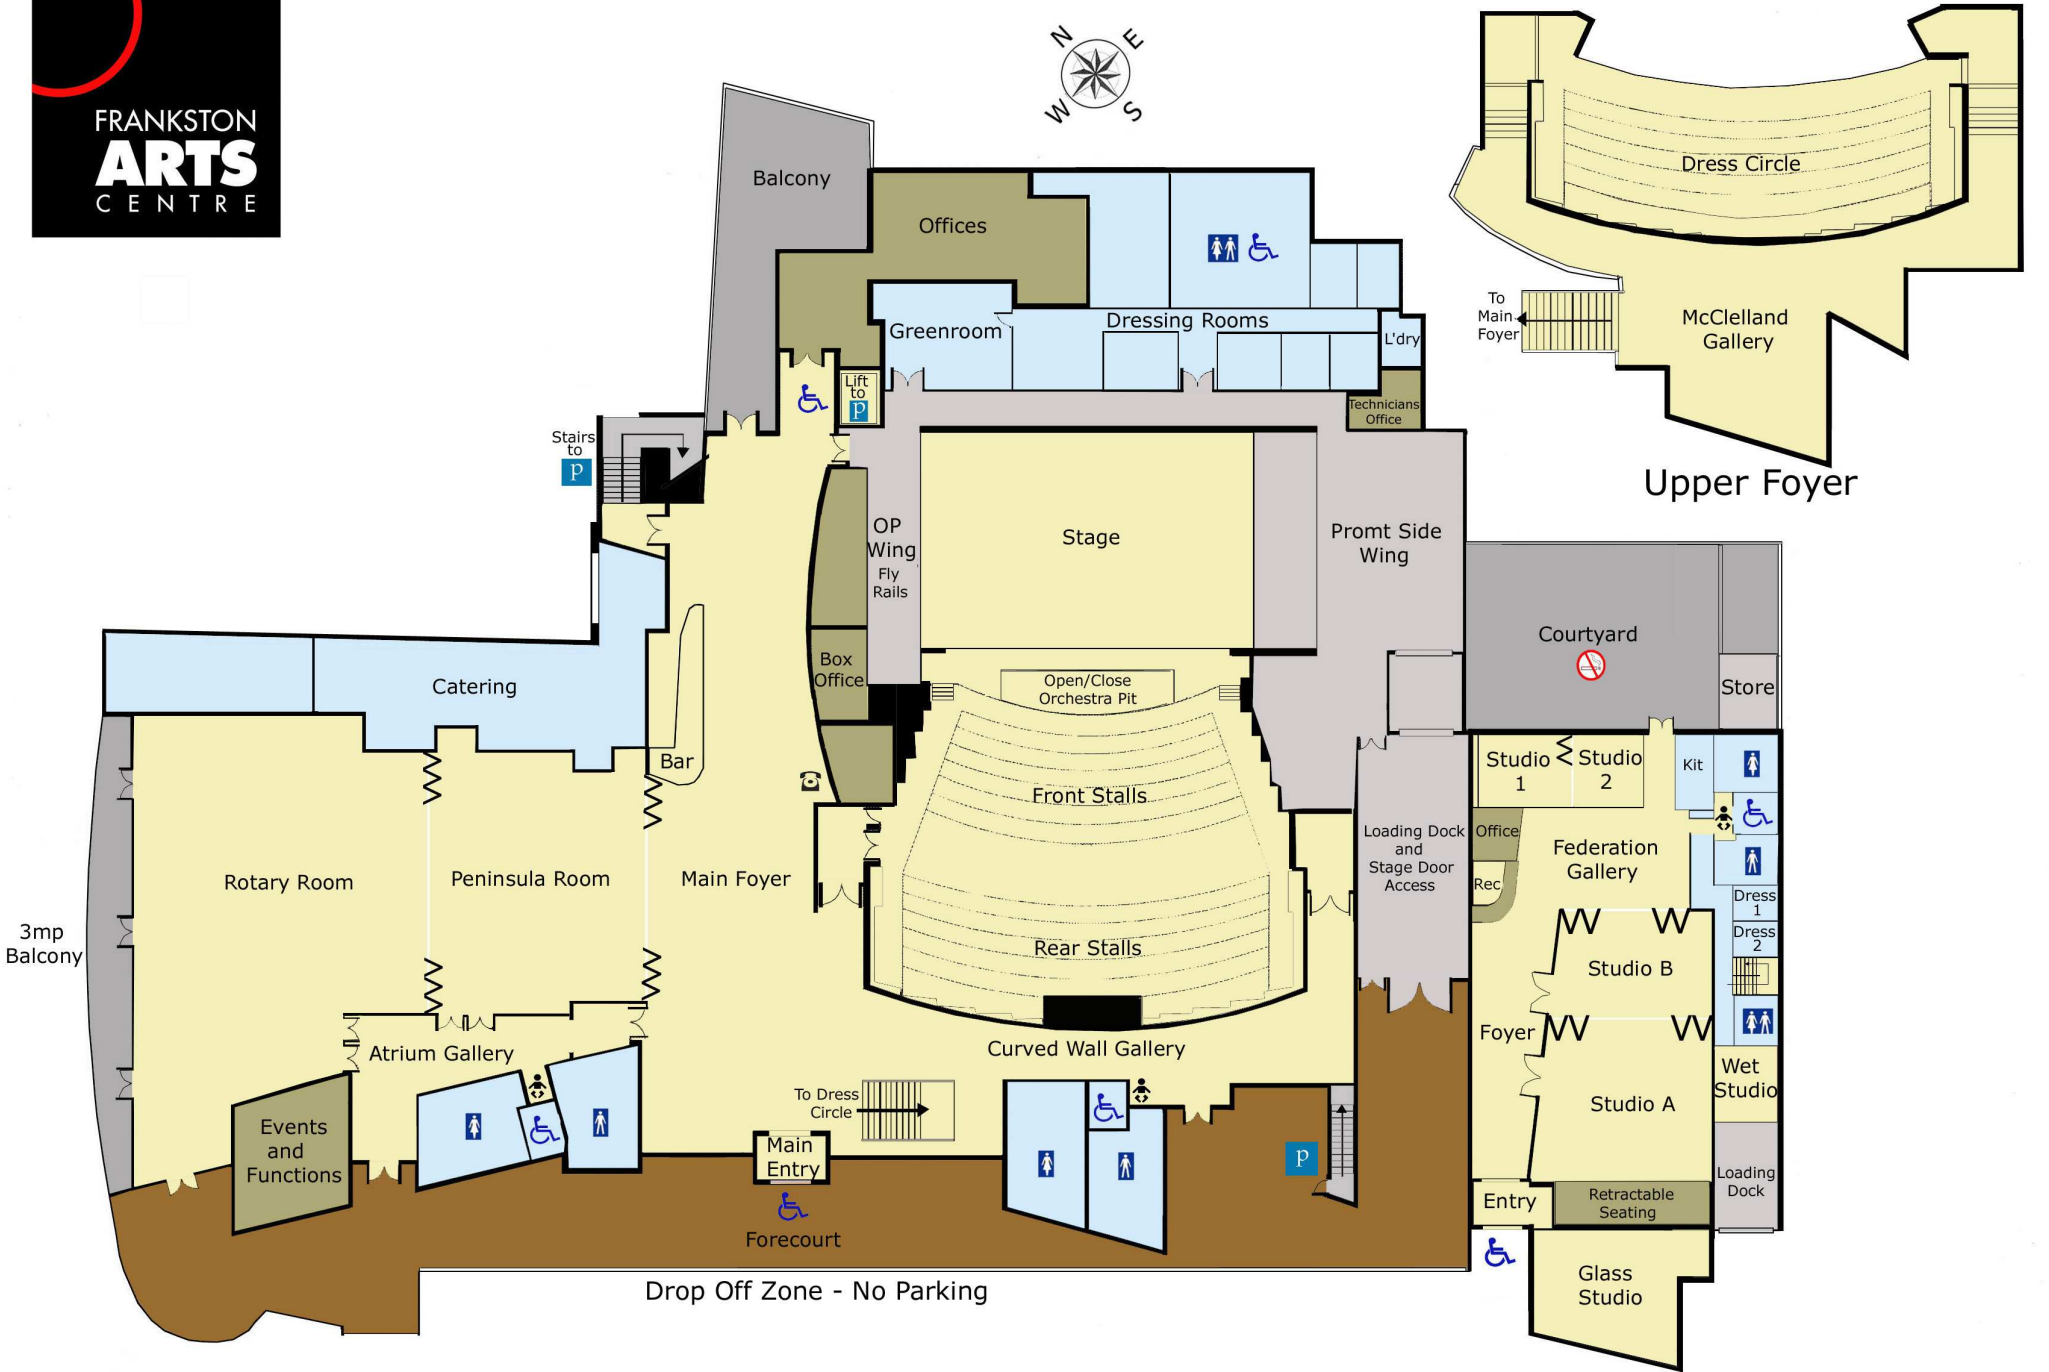 FRANKSTON
ARTS
CENTRE
N
E
W
S
Balcony
Offices
Greenroom
Dressing Rooms
L'dry
Technicians
Office
Lift
to
P
Stairs
to
P
OP
Wing
Fly
Rails
Stage
Promt Side
Wing
Box
Office
Open/Close
Orchestra Pit
Catering
Bar
Front Stalls
Rear Stalls
Rotary Room
Peninsula Room
Main Foyer
3mp
Balcony
Atrium Gallery
Curved Wall Gallery
Events
and
Functions
To Dress
Circle
Main
Entry
Forecourt
P
Drop Off Zone - No Parking
Loading Dock
and
Stage Door
Access
Dress Circle
To
Main
Foyer
McClelland
Gallery
Upper Foyer
Courtyard
Store
Studio
1
Studio
2
Kit
Office
Rec
Federation
Gallery
Dress
1
Dress
2
Studio B
Foyer
Studio A
Wet
Studio
Loading
Dock
Entry
Retractable
Seating
Glass
Studio